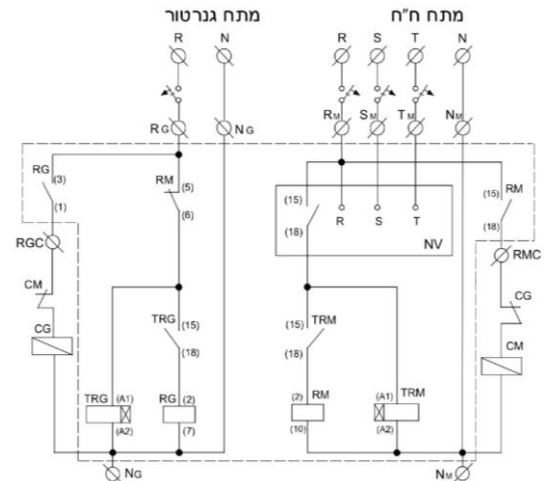 מתח גנרטור
מתח ח״ח
R N R S T N
RG NG RM SM TM NM
RG (3) RM (5) (15) RM (15)
(1) (6) (18) R S T (18)
RGC NV RMC
CM CG
CG TRG (15) TRM (15) CM
(18) (18)
TRG (A1) RG (2) (2) RM (A1) TRM
(A2) (7) (10) (A2)
NG NM